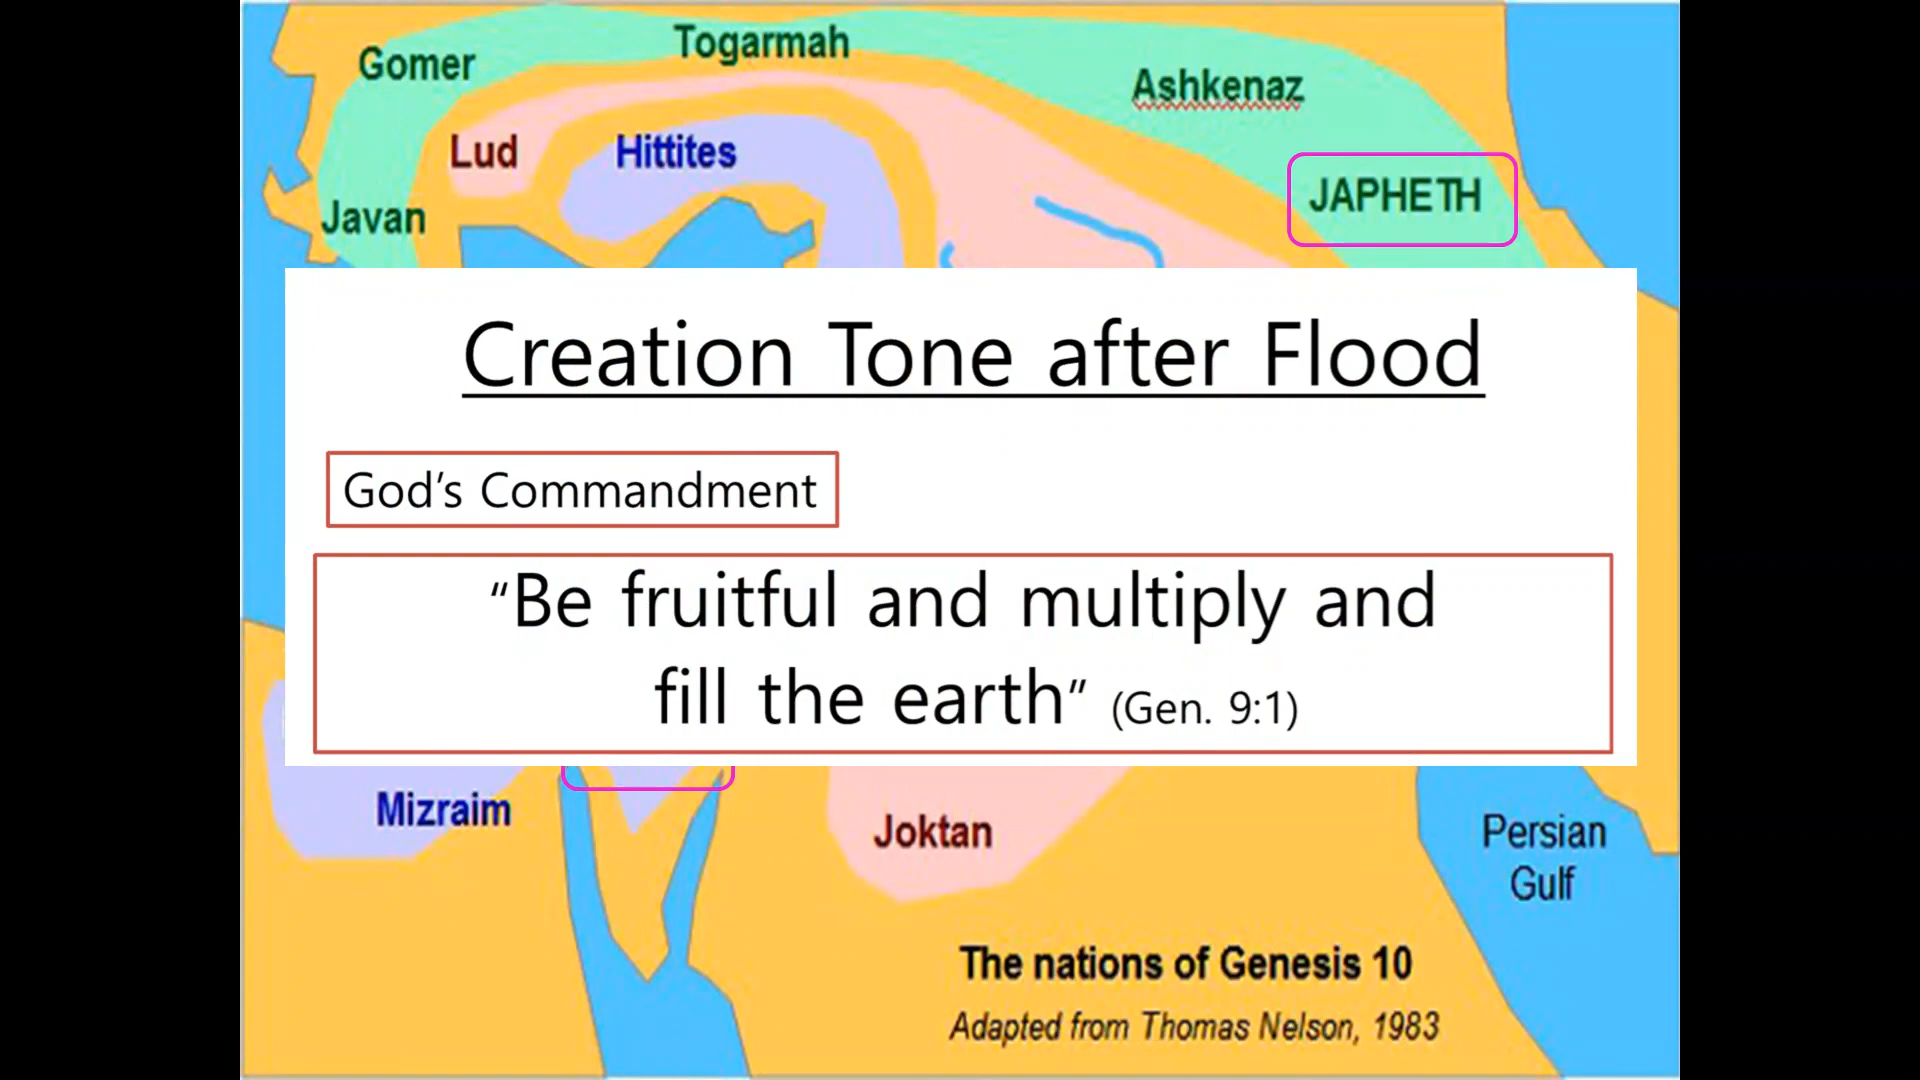 Togarmah
Gomer
Ashkenaz
Lud
Hittites
JAPHETH
Javan
Creation Tone after Flood
God’s Commandment
“Be fruitful and multiply and
fill the earth” (Gen. 9:1)
Mizraim
Joktan
Persian
Gulf
The nations of Genesis 10
Adapted from Thomas Nelson, 1983